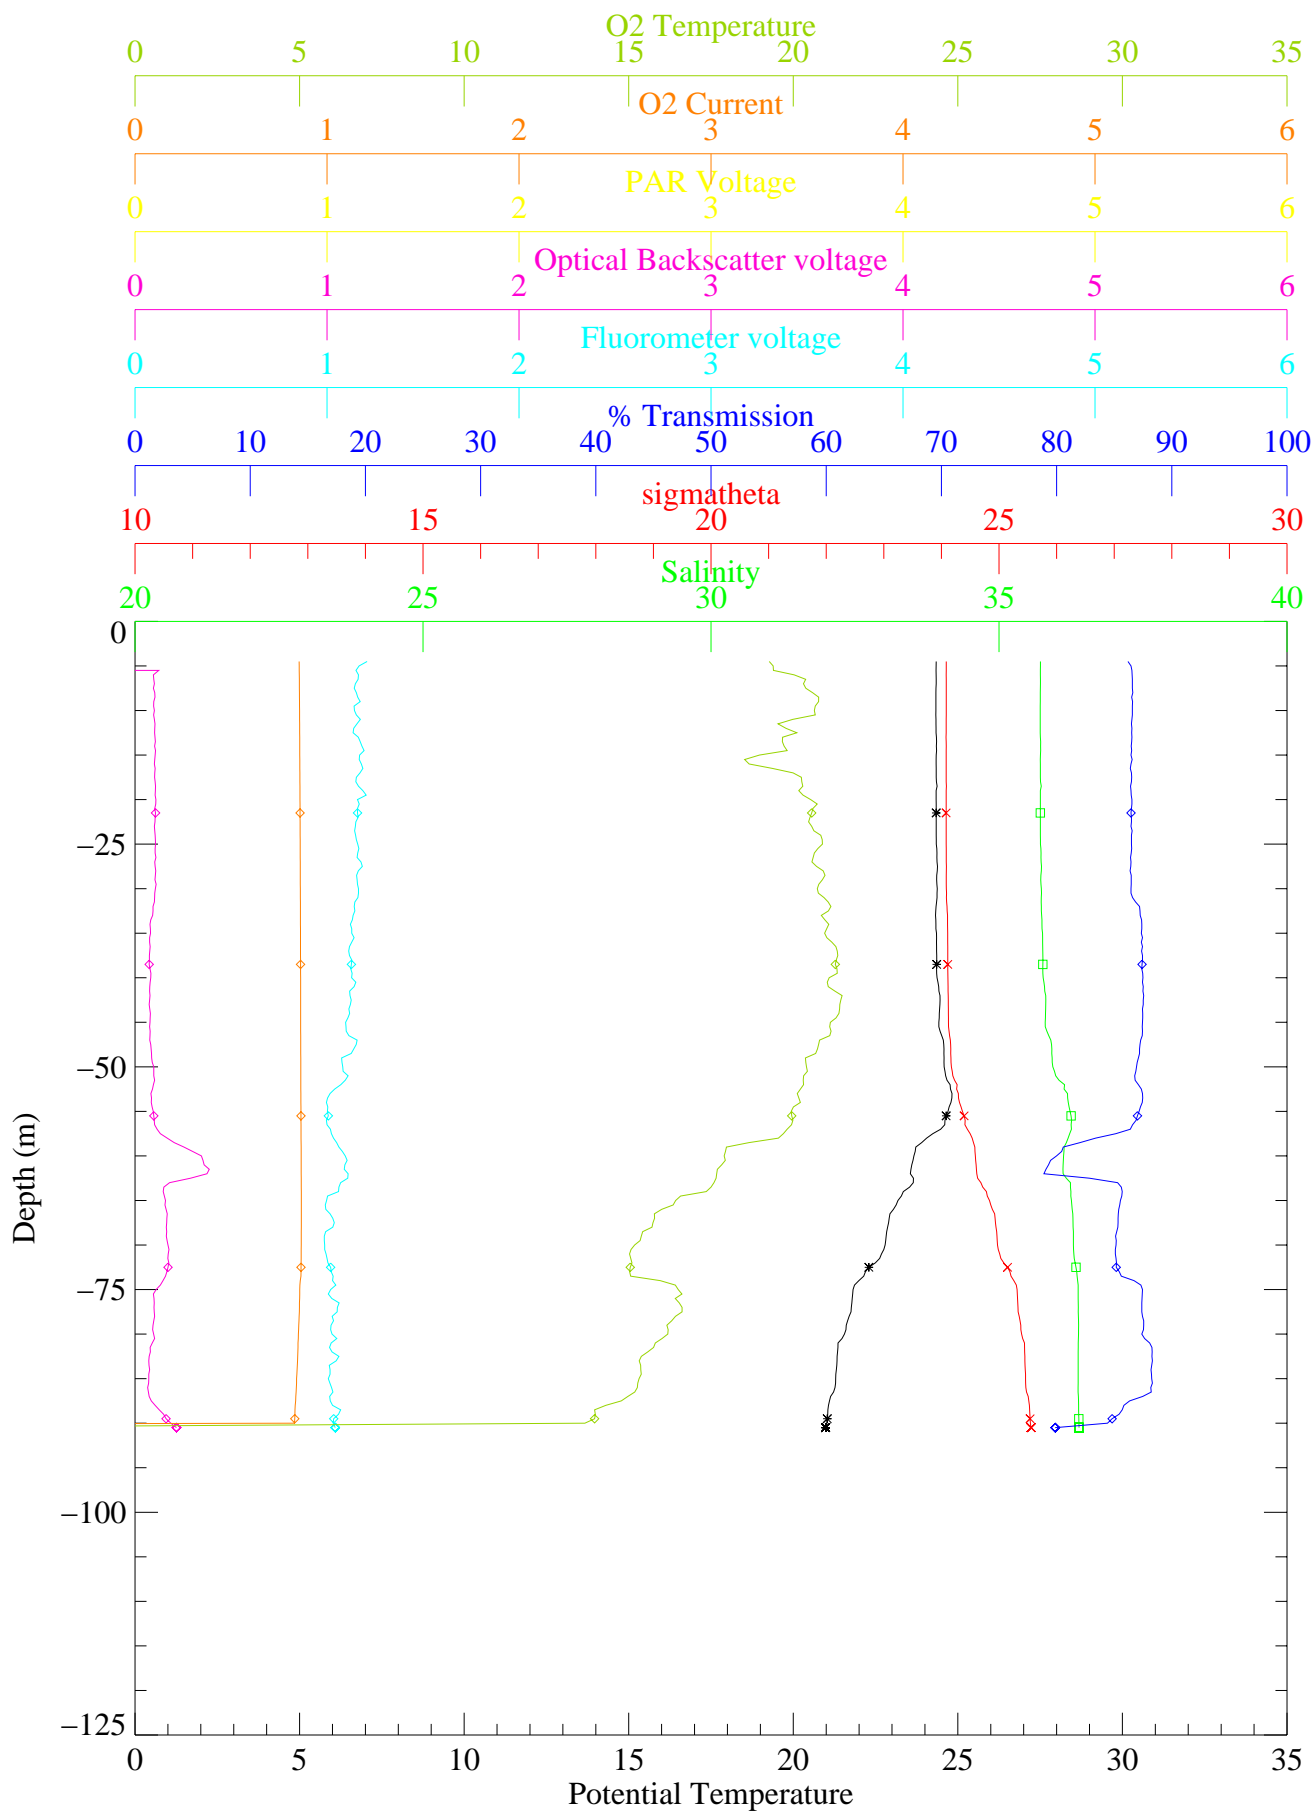 O2 Temperature
0 5 10 15 20 25 30 35
O2 Current
0 1 2 3 4 5 6
PAR Voltage
0 1 2 3 4 5 6
Optical Backscatter voltage
0 1 2 3 4 5 6
Fluorometer voltage
0 1 2 3 4 5 6
% Transmission
0 10 20 30 40 50 60 70 80 90 100
sigmatheta
10 15 20 25 30
Salinity
20 25 30 35 40
0
−25
−50
−75
−100
−125
Depth (m)
0 5 10 15 20 25 30 35
Potential Temperature